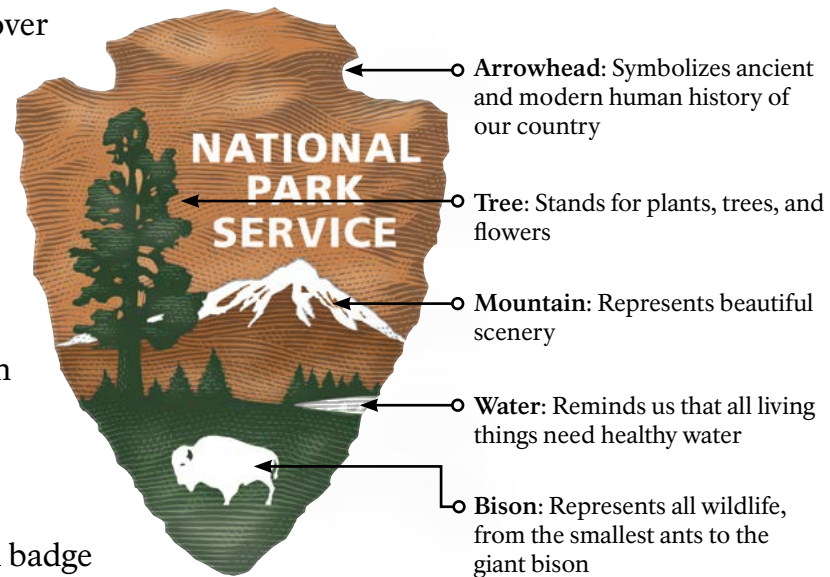 over
n
badge
NATIONAL
PARK
SERVICE
Arrowhead: Symbolizes ancient
and modern human history of
our country
Tree: Stands for plants, trees, and
flowers
Mountain: Represents beautiful
scenery
Water: Reminds us that all living
things need healthy water
Bison: Represents all wildlife,
from the smallest ants to the
giant bison